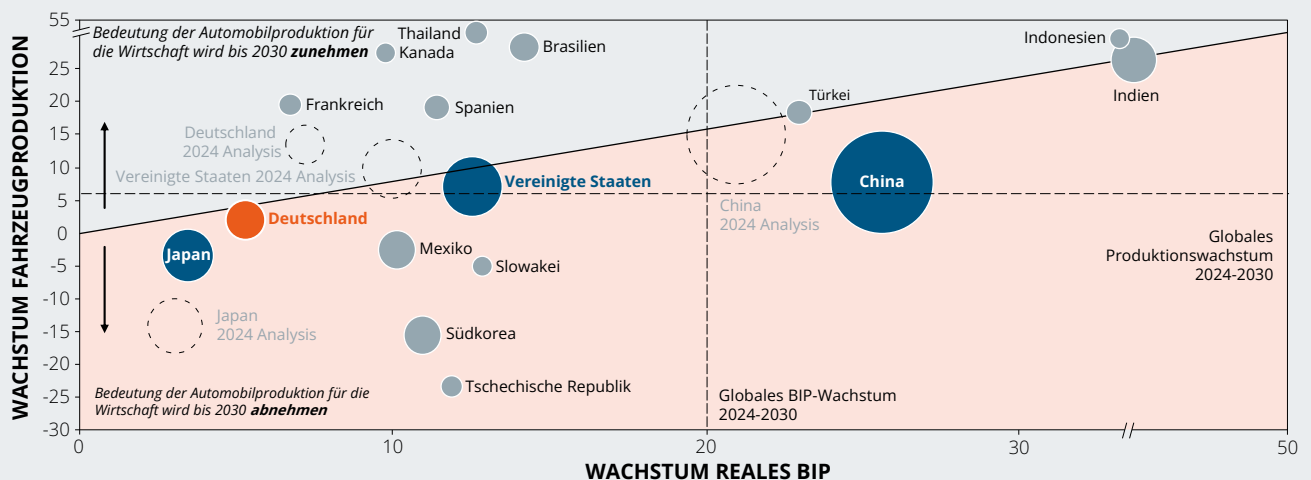 WACHSTUM FAHRZEUGPRODUKTION
55
25
20
15
10
5
0
-5
-10
-15
-20
-25
-30
Bedeutung der Automobilproduktion für
die Wirtschaft wird bis 2030 zunehmen
Thailand
Kanada
Brasilien
Indonesien
Indien
Frankreich
Spanien
Türkei
Deutschland
2024 Analysis
Vereinigte Staaten 2024 Analysis
Vereinigte Staaten
China
China
2024 Analysis
Deutschland
Japan
Mexiko
Slowakei
Globales
Produktionswachstum
2024-2030
Japan
2024 Analysis
Südkorea
Tschechische Republik
Bedeutung der Automobilproduktion für die
Wirtschaft wird bis 2030 abnehmen
Globales BIP-Wachstum
2024-2030
0
10
20
30
50
WACHSTUM REALES BIP